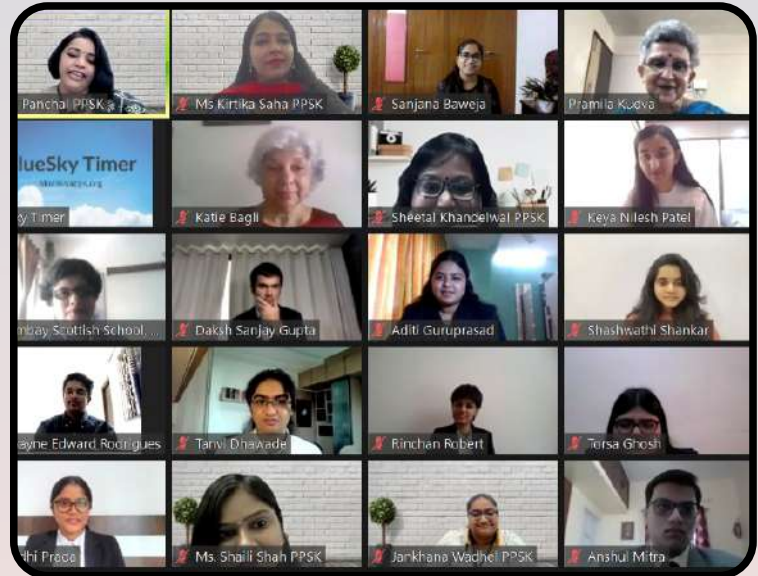 Panchal PPSK
Ms Kirtika Saha PPSK
Sanjana Baweja
Pramila Kudva
lueSky Timer
ky Timer
Katie Bagli
Sheetal Khandelwal PPSK
Keya Nilesh Patel
mbay Scottish School, ...
Daksh Sanjay Gupta
Aditi Guruprasad
Shashwathi Shankar
ayne Edward Rodrigues
Tanvi Dhawade
Rinchan Robert
Torsa Ghosh
dhi Prada
Ms. Shaili Shah PPSK
Jankhana Wadhel PPSK
Anshul Mitra